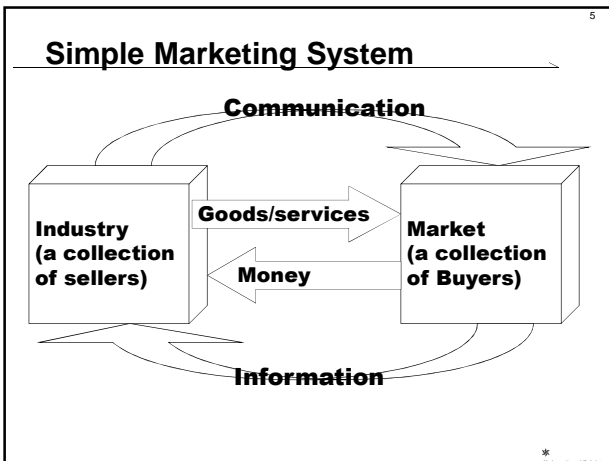 5
Simple Marketing System
Communication
Goods/services
Industry
(a collection
of sellers)
Market
(a collection
of Buyers)
Money
Information